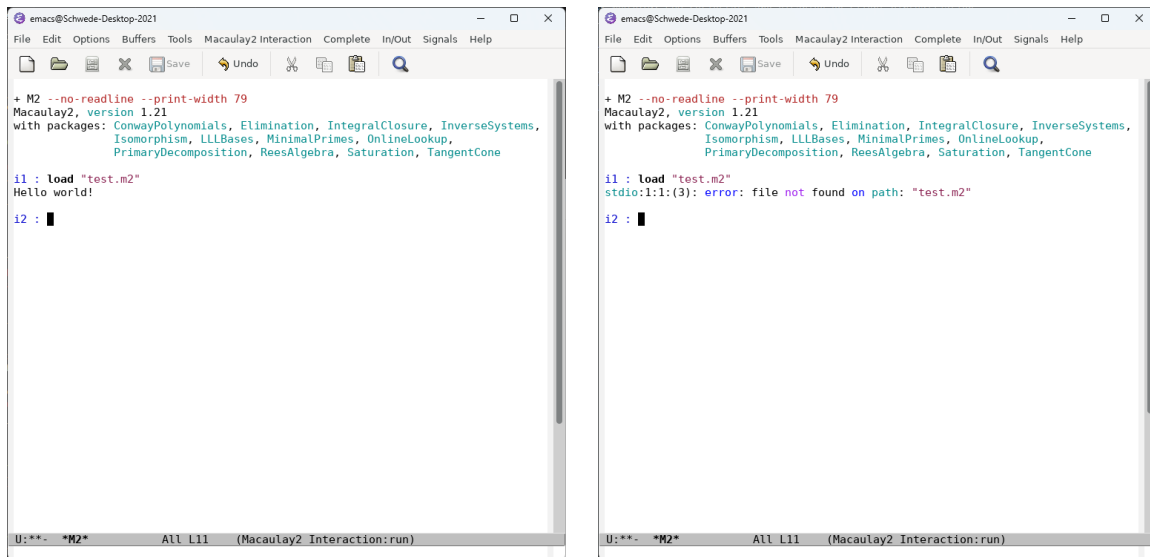 emacs@Schwede-Desktop-2021
File Edit Options Buffers Tools Macaulay2 Interaction Complete In/Out Signals Help
Save Undo
+ M2 --no-readline --print-width 79
Macaulay2, version 1.21
with packages: ConwayPolynomials, Elimination, IntegralClosure, InverseSystems,
Isomorphism, LLLBases, MinimalPrimes, OnlineLookup,
PrimaryDecomposition, ReesAlgebra, Saturation, TangentCone
i1 : load "test.m2"
Hello world!
i2 :
U:**- *M2* All L11 (Macaulay2 Interaction:run)
emacs@Schwede-Desktop-2021
File Edit Options Buffers Tools Macaulay2 Interaction Complete In/Out Signals Help
Save Undo
+ M2 --no-readline --print-width 79
Macaulay2, version 1.21
with packages: ConwayPolynomials, Elimination, IntegralClosure, InverseSystems,
Isomorphism, LLLBases, MinimalPrimes, OnlineLookup,
PrimaryDecomposition, ReesAlgebra, Saturation, TangentCone
i1 : load "test.m2"
stdio:1:1:(3): error: file not found on path: "test.m2"
i2 :
U:**- *M2* All L11 (Macaulay2 Interaction:run)